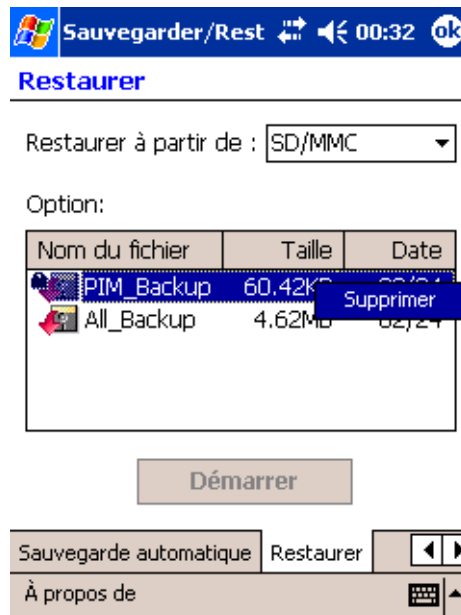 Sauvegarder/Rest 00:32 ok
Restaurer
Restaurer à partir de : SD/MMC
Option:
Nom du fichier Taille Date
PIM_Backup 60.42K
Supprimer
All_Backup 4.62MB 02/24
Démarrer
Sauvegarde automatique Restaurer
À propos de